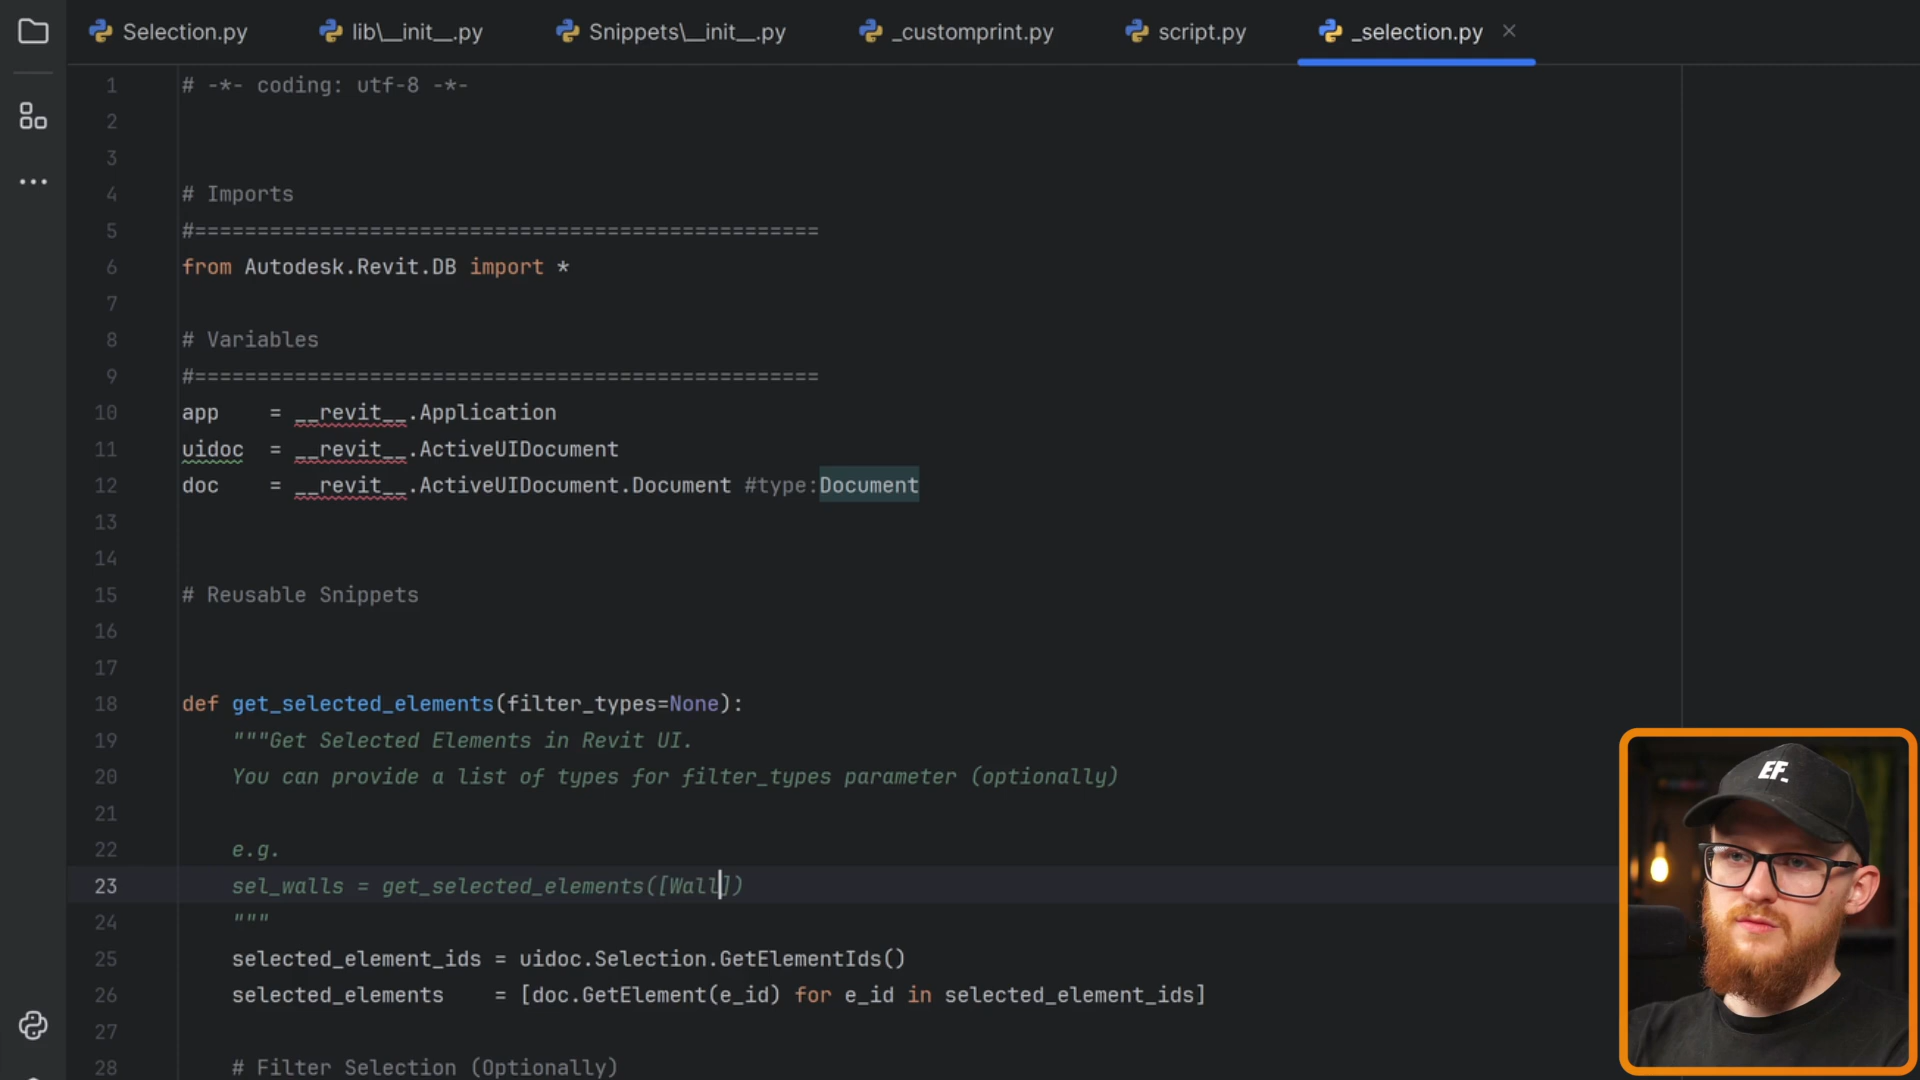 Selection.py lib\__init__.py Snippets\__init__.py _customprint.py script.py _selection.py
1 # -*- coding: utf-8 -*-
2
3
4 # Imports
5 #==================================================
6 from Autodesk.Revit.DB import *
7
8 # Variables
9 #==================================================
10 app    = __revit__.Application
11 uidoc  = __revit__.ActiveUIDocument
12 doc    = __revit__.ActiveUIDocument.Document #type:Document
13
14
15 # Reusable Snippets
16
17
18 def get_selected_elements(filter_types=None):
19     """Get Selected Elements in Revit UI.
20     You can provide a list of types for filter_types parameter (optionally)
21
22     e.g.
23     sel_walls = get_selected_elements([Wall])
24     """
25     selected_element_ids = uidoc.Selection.GetElementIds()
26     selected_elements    = [doc.GetElement(e_id) for e_id in selected_element_ids]
27
28     # Filter Selection (Optionally)
EF.